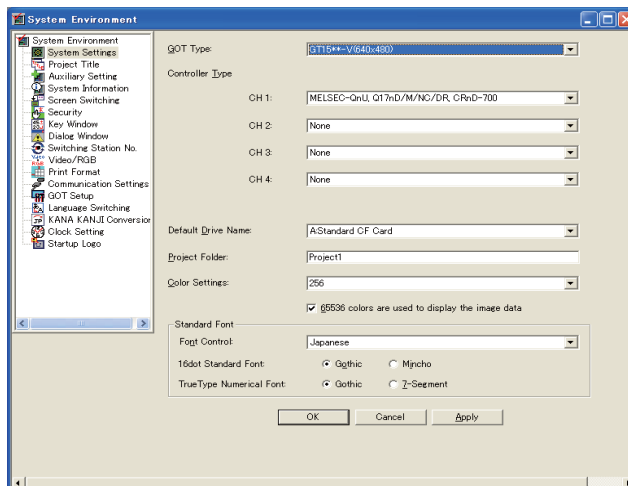 System Environment
System Environment
System Settings
Project Title
Auxiliary Setting
System Information
Screen Switching
Security
Key Window
Dialog Window
Switching Station No.
Video/RGB
Print Format
Communication Settings
GOT Setup
Language Switching
KANA KANJI Conversion
Clock Setting
Startup Logo
GOT Type: GT15**-V(640x480)
Controller Type
CH 1: MELSEC-QnU, Q17nD/M/NC/DR, CRnD-700
CH 2: None
CH 3: None
CH 4: None
Default Drive Name: A:Standard CF Card
Project Folder: Project1
Color Settings: 256
65536 colors are used to display the image data
Standard Font
Font Control: Japanese
16dot Standard Font: Gothic Mincho
TrueType Numerical Font: Gothic 7-Segment
OK Cancel Apply